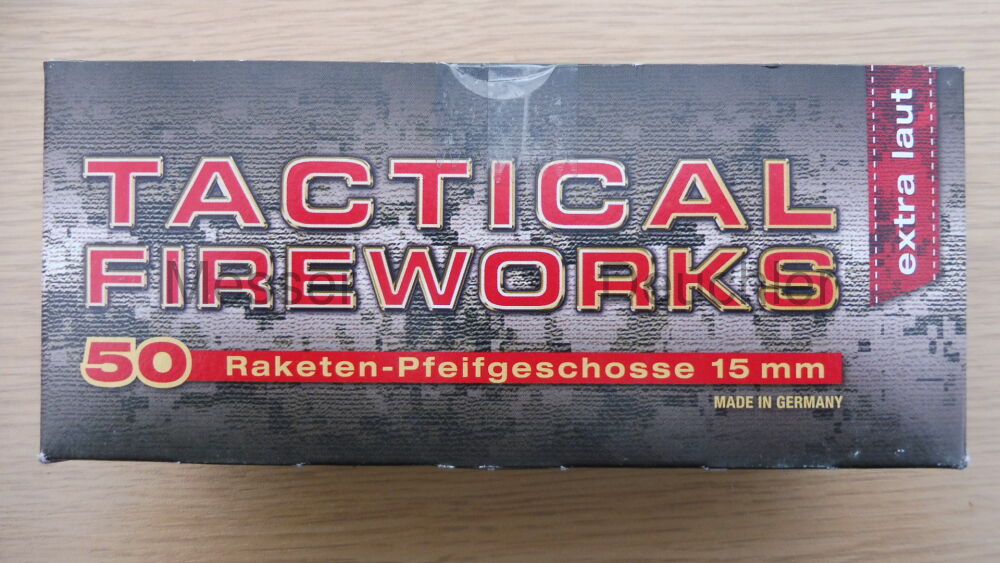 TACTICAL
FIREWORKS
50 Raketen-Pfeifgeschosse 15 mm
MADE IN GERMANY
extra laut